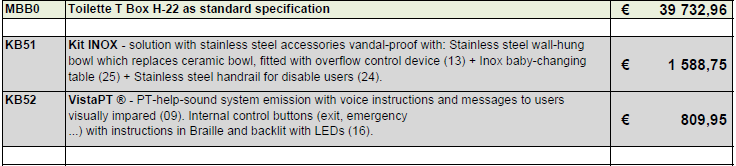 MBB0 Toilette T Box H-22 as standard specification € 39 732,96
KB51 Kit INOX - solution with stainless steel accessories vandal-proof with: Stainless steel wall-hung
bowl which replaces ceramic bowl, fitted with overflow control device (13) + Inox baby-changing
table (25) + Stainless steel handrail for disable users (24).
€ 1 588,75
KB52 VistaPT ® - PT-help-sound system emission with voice instructions and messages to users
visually impared (09). Internal control buttons (exit, emergency
...) with instructions in Braille and backlit with LEDs (16).
€ 809,95